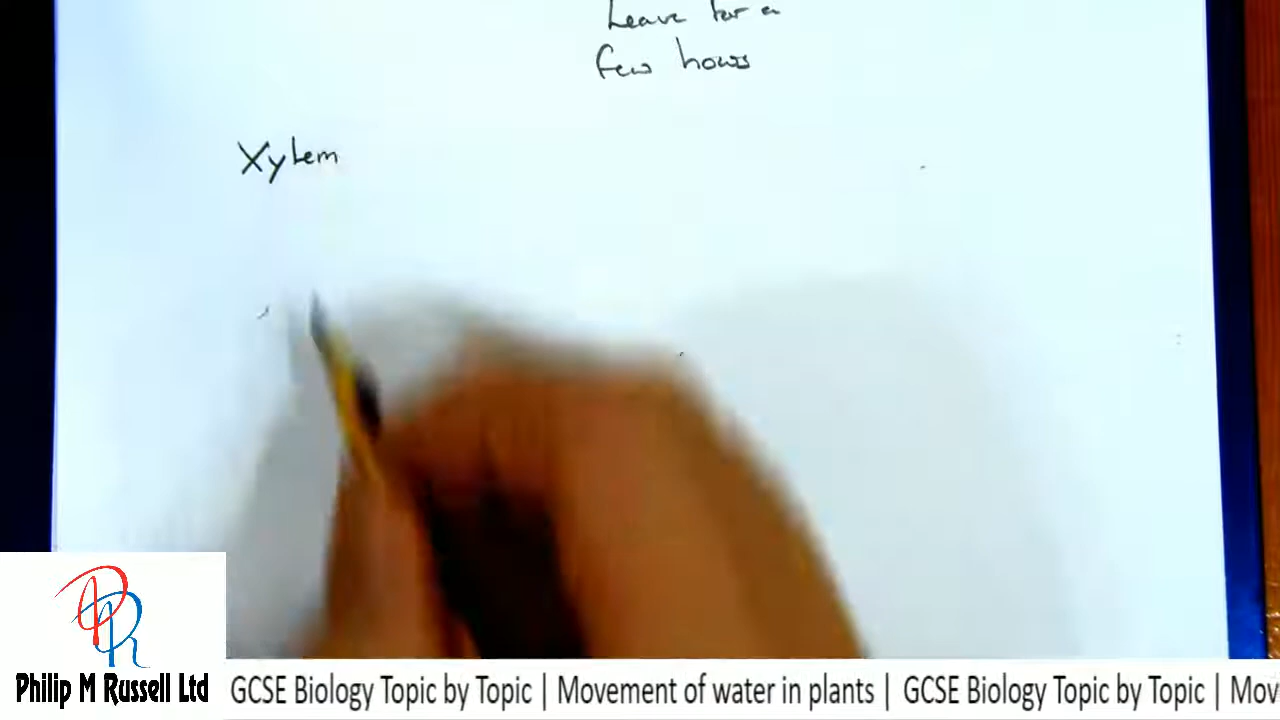 Leave for a
few hours
Xylem
Philip M Russell Ltd
GCSE Biology Topic by Topic | Movement of water in plants | GCSE Biology Topic by Topic | Mov